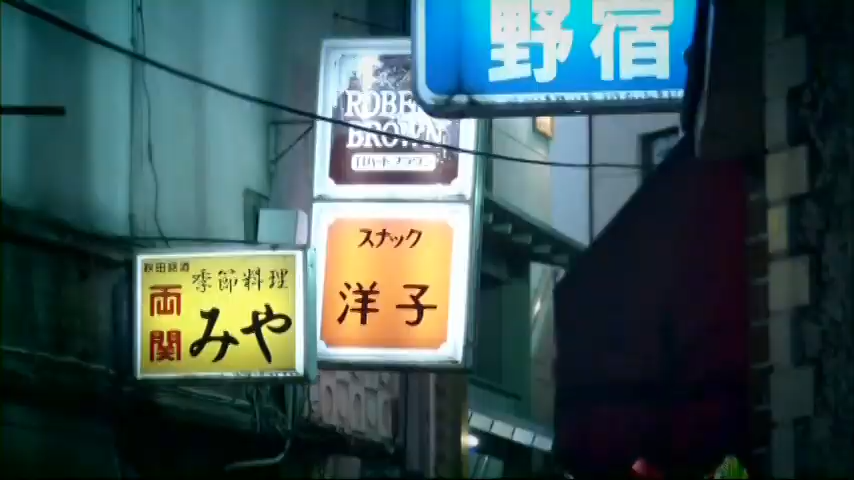 野宿
ROBERT
BROWN
ロバート ブラウン
スナック
洋子
秋田銘酒
両関
季節料理
みや